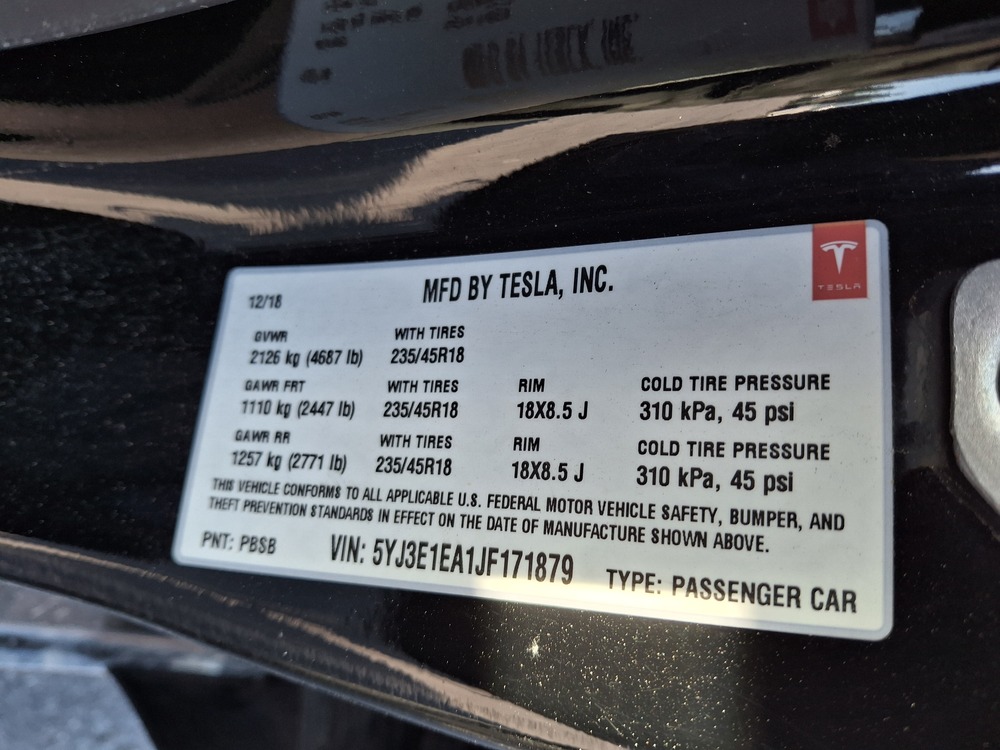 12/18
MFD BY TESLA, INC.
TESLA
GVWR WITH TIRES
2126 kg (4687 lb) 235/45R18
GAWR FRT WITH TIRES RIM COLD TIRE PRESSURE
1110 kg (2447 lb) 235/45R18 18X8.5 J 310 kPa, 45 psi
GAWR RR WITH TIRES RIM COLD TIRE PRESSURE
1257 kg (2771 lb) 235/45R18 18X8.5 J 310 kPa, 45 psi
THIS VEHICLE CONFORMS TO ALL APPLICABLE U.S. FEDERAL MOTOR VEHICLE SAFETY, BUMPER, AND
THEFT PREVENTION STANDARDS IN EFFECT ON THE DATE OF MANUFACTURE SHOWN ABOVE.
PNT: PBSB VIN: 5YJ3E1EA1JF171879 TYPE: PASSENGER CAR